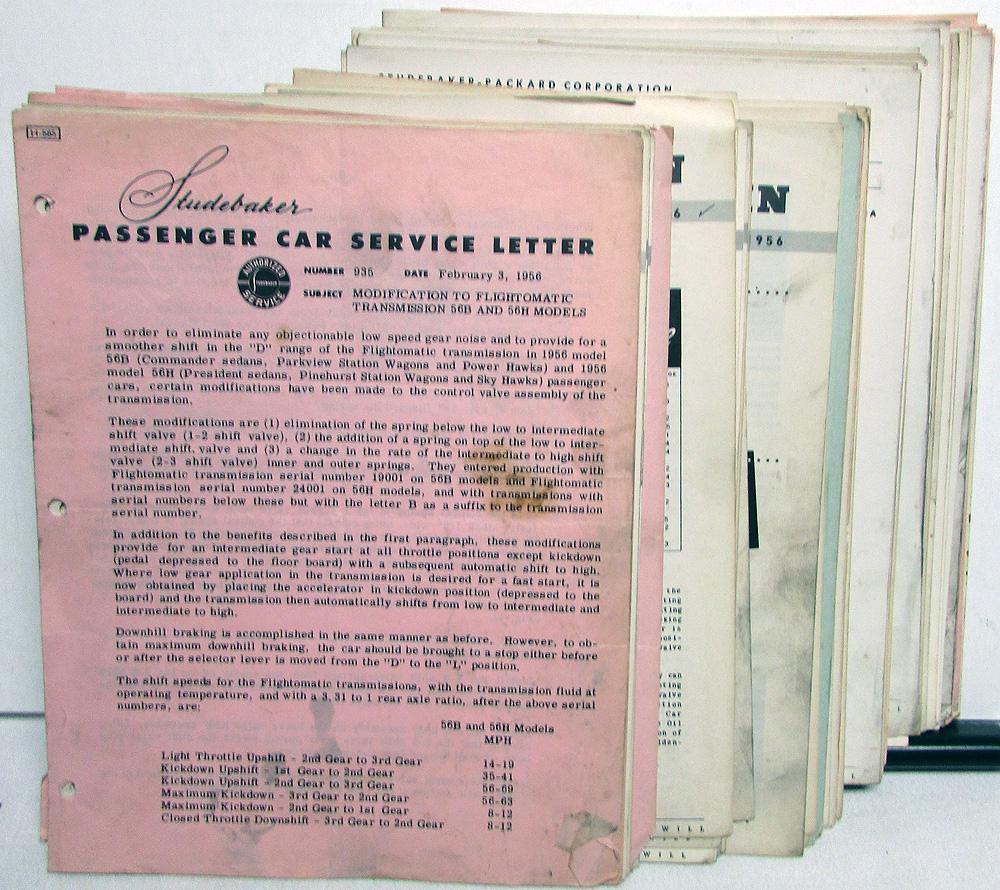 Studebaker
PASSENGER CAR SERVICE LETTER
AUTHORIZED
Studebaker
SERVICE
NUMBER 935 DATE February 3, 1956
SUBJECT MODIFICATION TO FLIGHTOMATIC
TRANSMISSION 56B AND 56H MODELS
In order to eliminate any objectionable low speed gear noise and to provide for a
smoother shift in the "D" range of the Flightomatic transmission in 1956 model
56B (Commander sedans, Parkview Station Wagons and Power Hawks) and 1956
model 56H (President sedans, Pinehurst Station Wagons and Sky Hawks) passenger
cars, certain modifications have been made to the control valve assembly of the
transmission.
These modifications are (1) elimination of the spring below the low to intermediate
shift valve (1-2 shift valve), (2) the addition of a spring on top of the low to inter-
mediate shift valve and (3) a change in the rate of the intermediate to high shift
valve (2-3 shift valve) inner and outer springs. They entered production with
Flightomatic transmission serial number 19001 on 56B models and Flightomatic
transmission serial number 24001 on 56H models, and with transmissions with
serial numbers below these but with the letter B as a suffix to the transmission
serial number.
In addition to the benefits described in the first paragraph, these modifications
provide for an intermediate gear start at all throttle positions except kickdown
(pedal depressed to the floor board) with a subsequent automatic shift to high.
Where low gear application in the transmission is desired for a fast start, it is
now obtained by placing the accelerator in kickdown position (depressed to the
board) and the transmission then automatically shifts from low to intermediate and
intermediate to high.
Downhill braking is accomplished in the same manner as before. However, to ob-
tain maximum downhill braking, the car should be brought to a stop either before
or after the selector lever is moved from the "D" to the "L" position.
The shift speeds for the Flightomatic transmissions, with the transmission fluid at
operating temperature, and with a 3.31 to 1 rear axle ratio, after the above serial
numbers, are:
56B and 56H Models
MPH
Light Throttle Upshift - 2nd Gear to 3rd Gear 14-19
Kickdown Upshift - 1st Gear to 2nd Gear 35-41
Kickdown Upshift - 2nd Gear to 3rd Gear 56-69
Maximum Kickdown - 3rd Gear to 2nd Gear 56-63
Maximum Kickdown - 2nd Gear to 1st Gear 8-12
Closed Throttle Downshift - 3rd Gear to 2nd Gear 8-12
STUDEBAKER-PACKARD CORPORATION
N
6
N
956
WILL
WILL